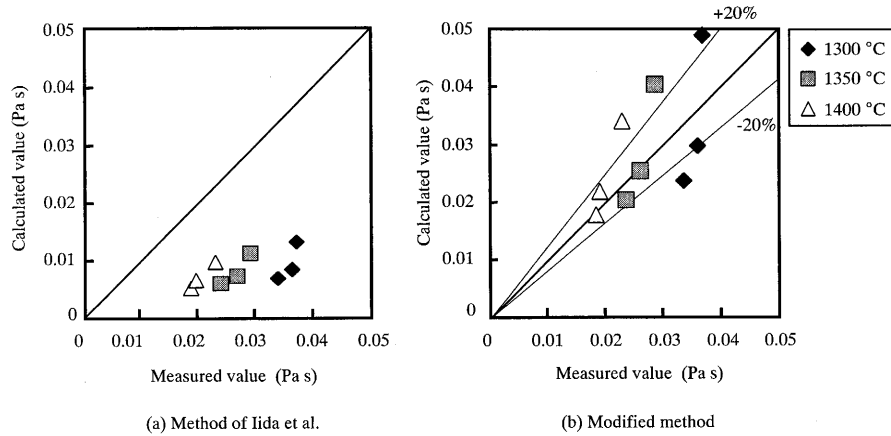 0.05
0.04
0.03
0.02
0.01
0
0 0.01 0.02 0.03 0.04 0.05
Calculated value (Pa s)
Measured value (Pa s)
(a) Method of Iida et al.
+20%
-20%
0.05
0.04
0.03
0.02
0.01
0
0 0.01 0.02 0.03 0.04 0.05
Calculated value (Pa s)
Measured value (Pa s)
(b) Modified method
1300 °C
1350 °C
1400 °C